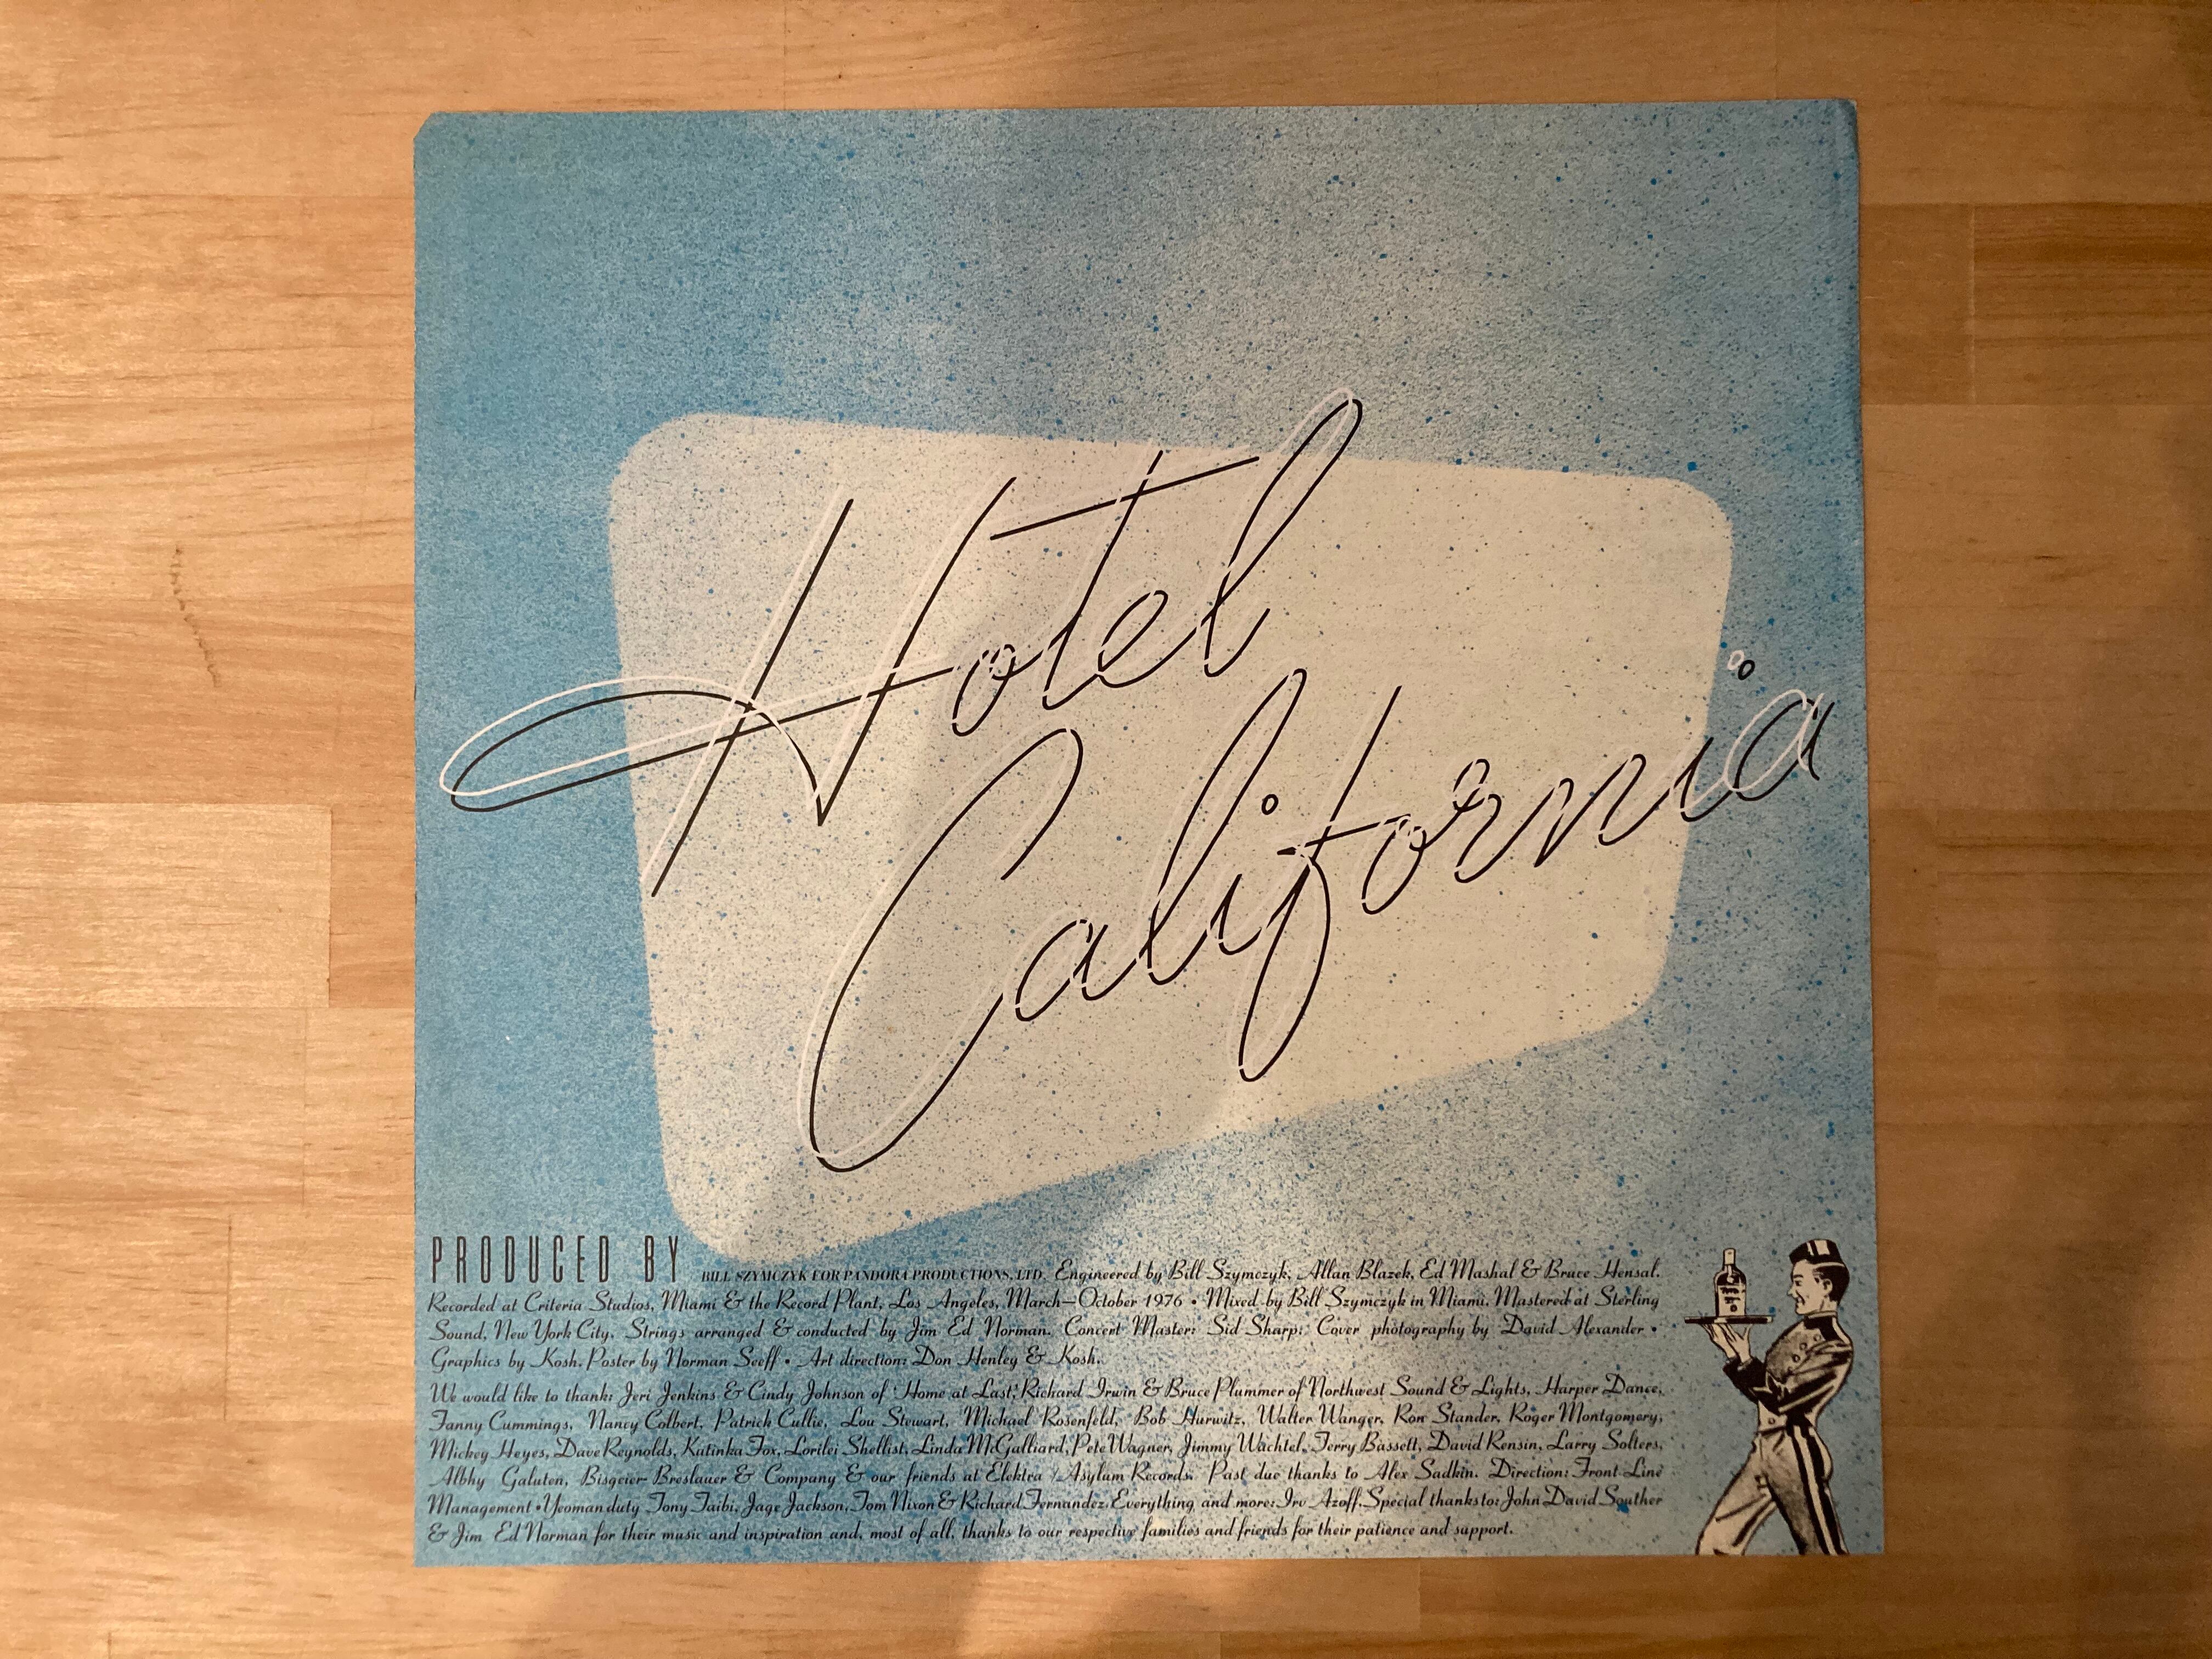 Hotel
California
PRODUCED BY BILL SZYMCZYK FOR PANDORA PRODUCTIONS, LTD. Engineered by Bill Szymczyk, Allan Blazek, Ed Mashal & Bruce Hensal.
Recorded at Criteria Studios, Miami & the Record Plant, Los Angeles, March—October 1976 • Mixed by Bill Szymczyk in Miami. Mastered at Sterling
Sound, New York City. Strings arranged & conducted by Jim Ed Norman. Concert Master: Sid Sharp. Cover photography by David Alexander •
Graphics by Kosh. Poster by Norman Seeff • Art direction: Don Henley & Kosh.
We would like to thank: Jeri Jenkins & Cindy Johnson of 'Home at Last', Richard Irwin & Bruce Plummer of Northwest Sound & Lights, Harper Dance,
Fanny Cummings, Nancy Colbert, Patrick Cullie, Lou Stewart, Michael Rosenfeld, Bob Hurwitz, Walter Wanger, Ron Stander, Roger Montgomery,
Mickey Heyes, Dave Reynolds, Katinka Fox, Lorilei Shellist, Linda McGalliard, Pete Wagner, Jimmy Wachtel, Terry Bassett, David Rensin, Larry Solters,
Albhy Galuten, Bisgeier-Breslauer & Company & our friends at Elektra / Asylum Records. Past due thanks to Alex Sadkin. Direction: Front Line
Management • Yeoman duty Tony Taibi, Jage Jackson, Tom Nixon & Richard Fernandez. Everything and more: Irv Azoff. Special thanks to: John David Souther
& Jim Ed Norman for their music and inspiration and, most of all, thanks to our respective families and friends for their patience and support.